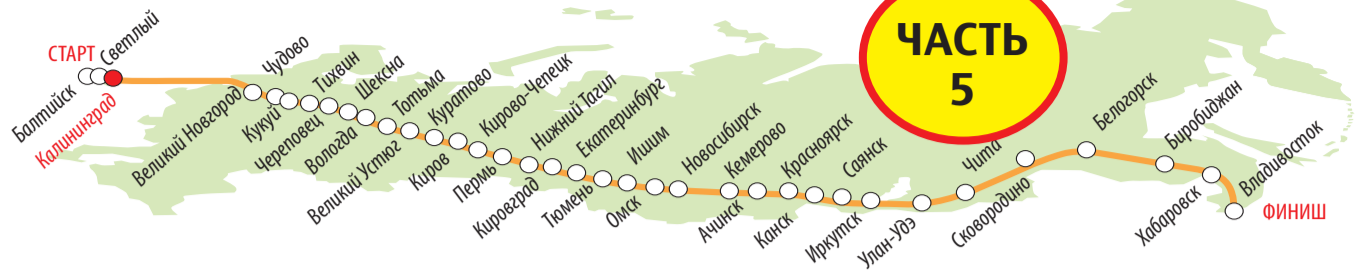 СТАРТ
Балтийск
Светлый
Калининград
Великий Новгород
Чудово
Кукуй
Тихвин
Череповец
Шексна
Вологда
Тотьма
Великий Устюг
Куратово
Киров
Кирово-Чепецк
Пермь
Нижний Тагил
Кировград
Екатеринбург
Тюмень
Ишим
Омск
Новосибирск
Ачинск
Кемерово
Канск
Красноярск
Иркутск
Саянск
Улан-Удэ
Чита
Сковородино
Белогорск
Биробиджан
Хабаровск
Владивосток
ФИНИШ
ЧАСТЬ
5